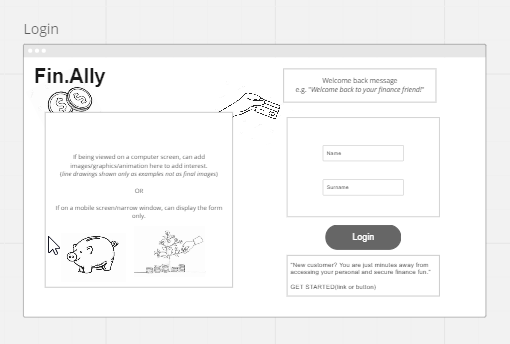 Login
Fin.Ally
Welcome back message
e.g. "Welcome back to your finance friend!"
If being viewed on a computer screen, can add
images/graphics/animation here to add interest.
(line drawings shown only as examples not as final images)
OR
If on a mobile screen/narrow window, can display the form
only.
Name
Surname
Login
"New customer? You are just minutes away from
accessing your personal and secure finance fun."
GET STARTED(link or button)